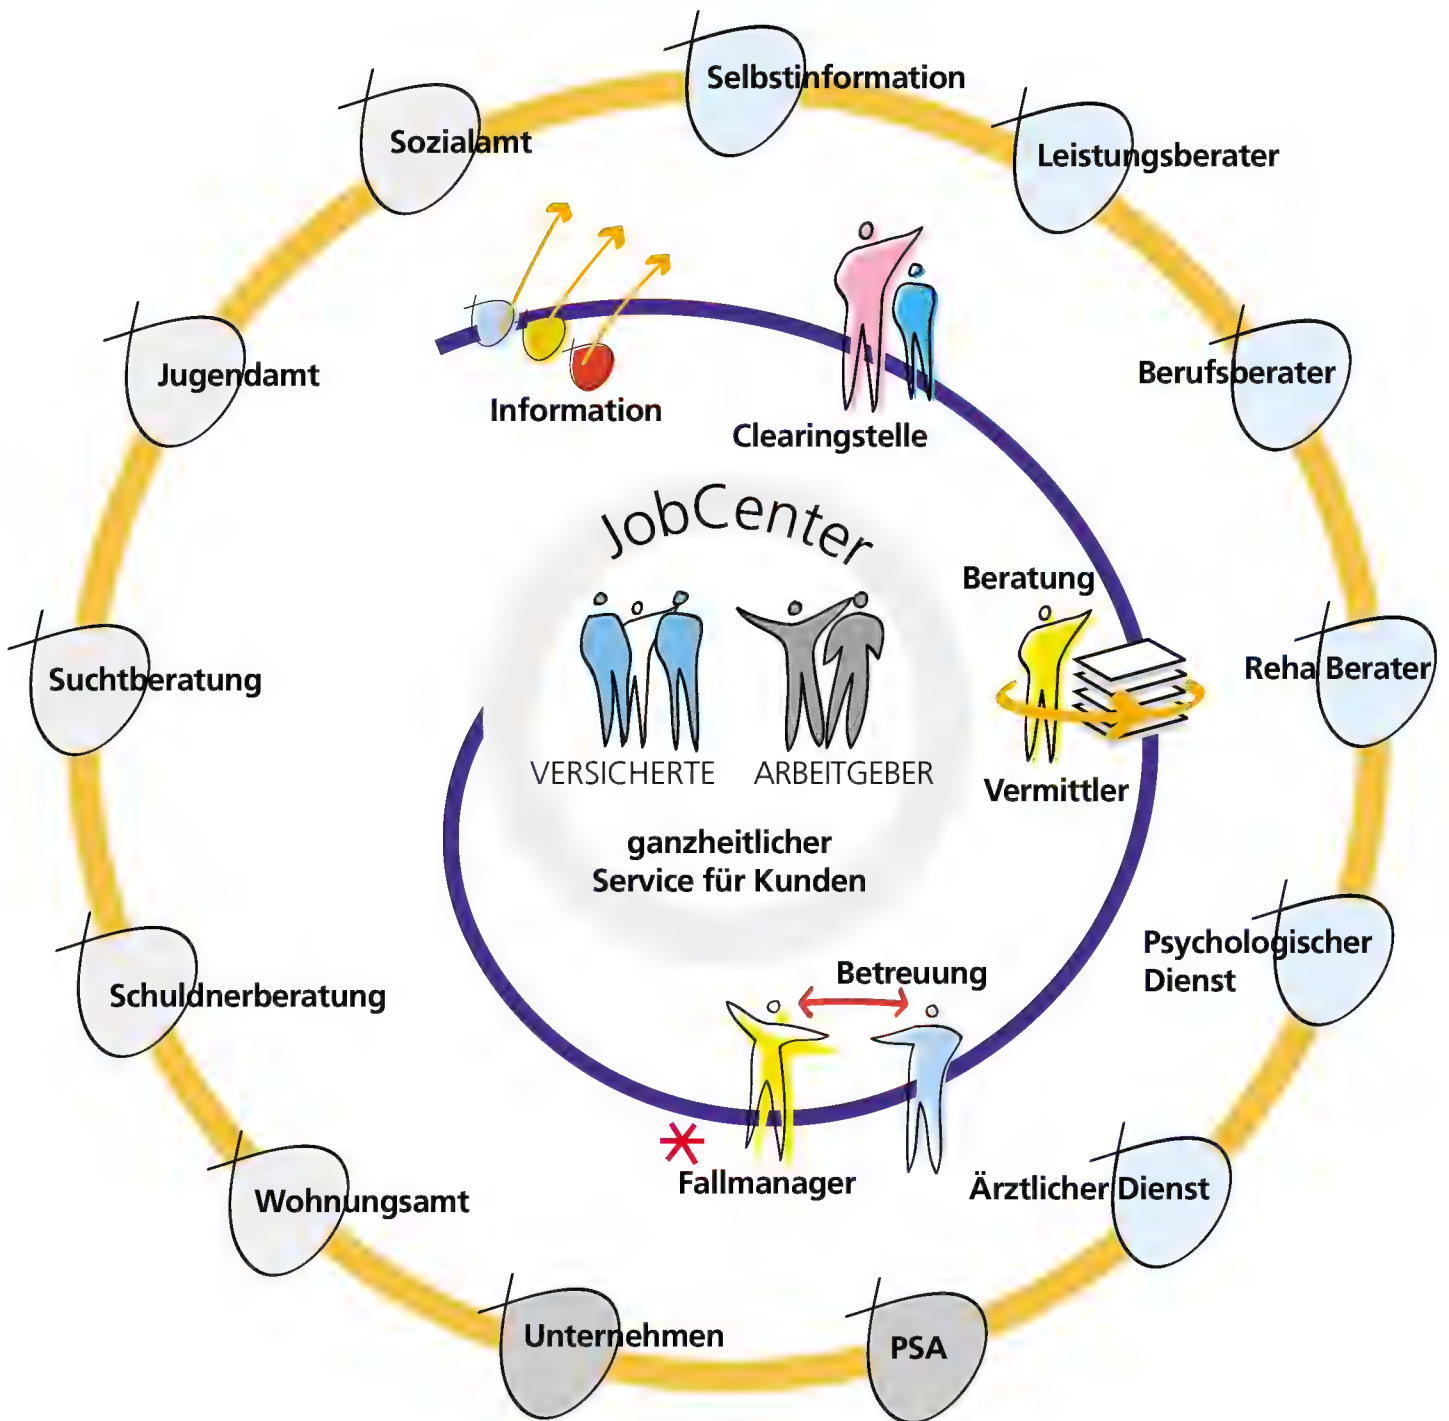 Selbstinformation
Sozialamt
Leistungsberater
Jugendamt
Berufsberater
Information
Clearingstelle
JobCenter
Beratung
Suchtberatung
Reha Berater
VERSICHERTE ARBEITGEBER
Vermittler
ganzheitlicher
Service für Kunden
Psychologischer
Dienst
Betreuung
Schuldnerberatung
Fallmanager
Ärztlicher Dienst
Wohnungsamt
Unternehmen
PSA